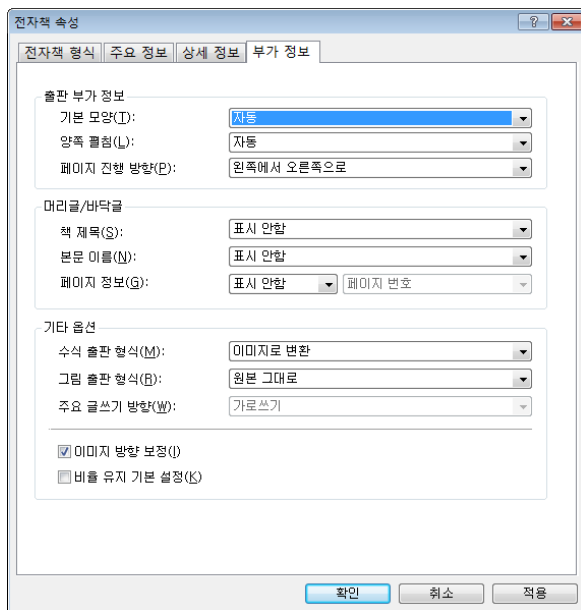 전자책 속성
전자책 형식 주요 정보 상세 정보 부가 정보
출판 부가 정보
기본 모양(T): 자동
양쪽 펼침(L): 자동
페이지 진행 방향(P): 왼쪽에서 오른쪽으로
머리글/바닥글
책 제목(S): 표시 안함
본문 이름(N): 표시 안함
페이지 정보(G): 표시 안함 페이지 번호
기타 옵션
수식 출판 형식(M): 이미지로 변환
그림 출판 형식(R): 원본 그대로
주요 글쓰기 방향(W): 가로쓰기
이미지 방향 보정(I)
비율 유지 기본 설정(K)
확인 취소 적용